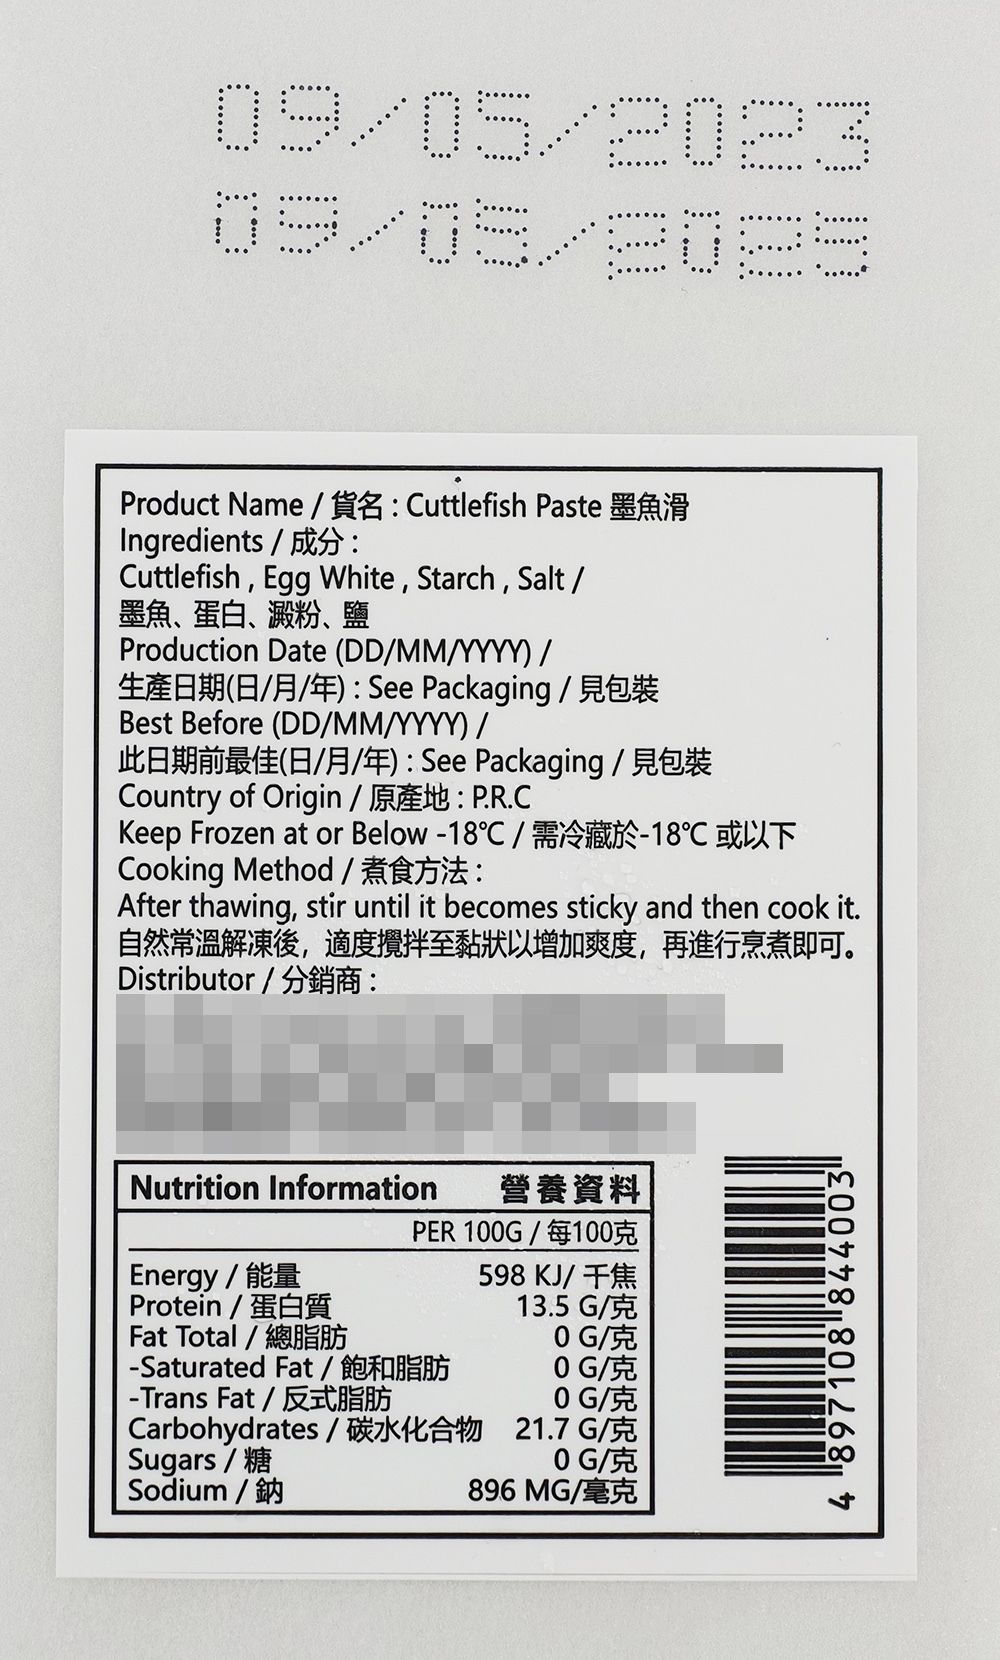 09/05/2023
09/05/2025
Product Name / 貨名 : Cuttlefish Paste 墨魚滑
Ingredients / 成分 :
Cuttlefish , Egg White , Starch , Salt /
墨魚、蛋白、澱粉、鹽
Production Date (DD/MM/YYYY) /
生產日期(日/月/年) : See Packaging / 見包裝
Best Before (DD/MM/YYYY) /
此日期前最佳(日/月/年) : See Packaging / 見包裝
Country of Origin / 原產地 : P.R.C
Keep Frozen at or Below -18℃ / 需冷藏於-18℃ 或以下
Cooking Method / 煮食方法 :
After thawing, stir until it becomes sticky and then cook it.
自然常溫解凍後，適度攪拌至黏狀以增加爽度，再進行烹煮即可。
Distributor / 分銷商 :
Nutrition Information 營養資料
PER 100G / 每100克
Energy / 能量 598 KJ/ 千焦
Protein / 蛋白質 13.5 G/克
Fat Total / 總脂肪 0 G/克
-Saturated Fat / 飽和脂肪 0 G/克
-Trans Fat / 反式脂肪 0 G/克
Carbohydrates / 碳水化合物 21.7 G/克
Sugars / 糖 0 G/克
Sodium / 鈉 896 MG/毫克
4 897108 844003